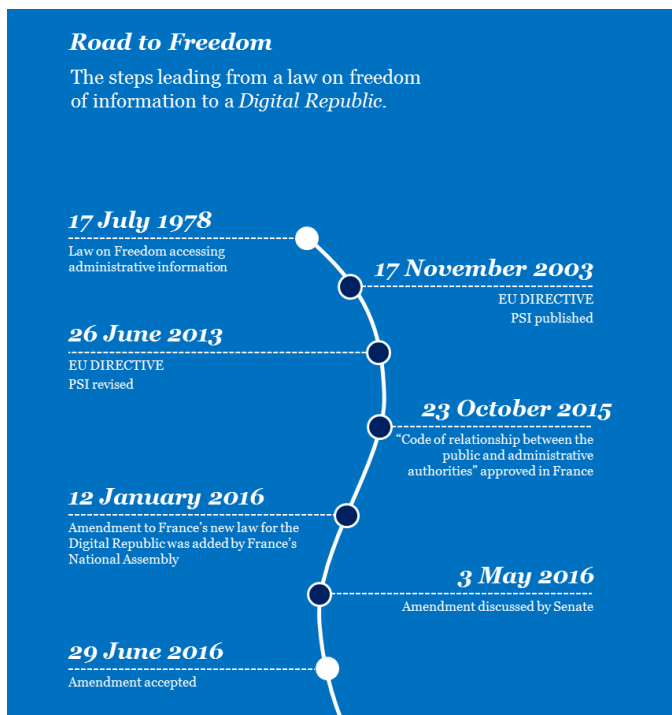 Road to Freedom
The steps leading from a law on freedom
of information to a Digital Republic.
17 July 1978
Law on Freedom accessing
administrative information
17 November 2003
EU DIRECTIVE
PSI published
26 June 2013
EU DIRECTIVE
PSI revised
23 October 2015
“Code of relationship between the
public and administrative
authorities” approved in France
12 January 2016
Amendment to France’s new law for the
Digital Republic was added by France’s
National Assembly
3 May 2016
Amendment discussed by Senate
29 June 2016
Amendment accepted